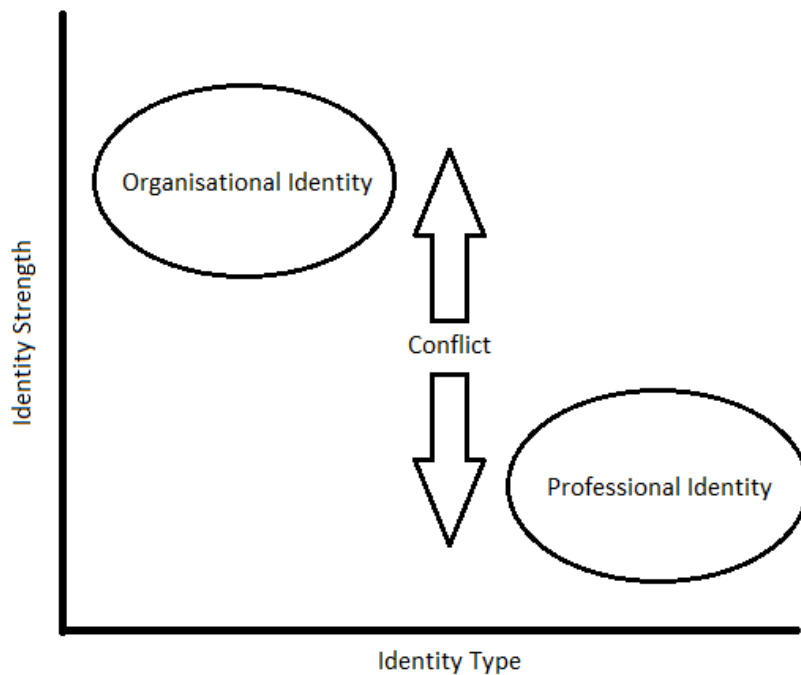 Organisational Identity
Identity Strength
Conflict
Professional Identity
Identity Type